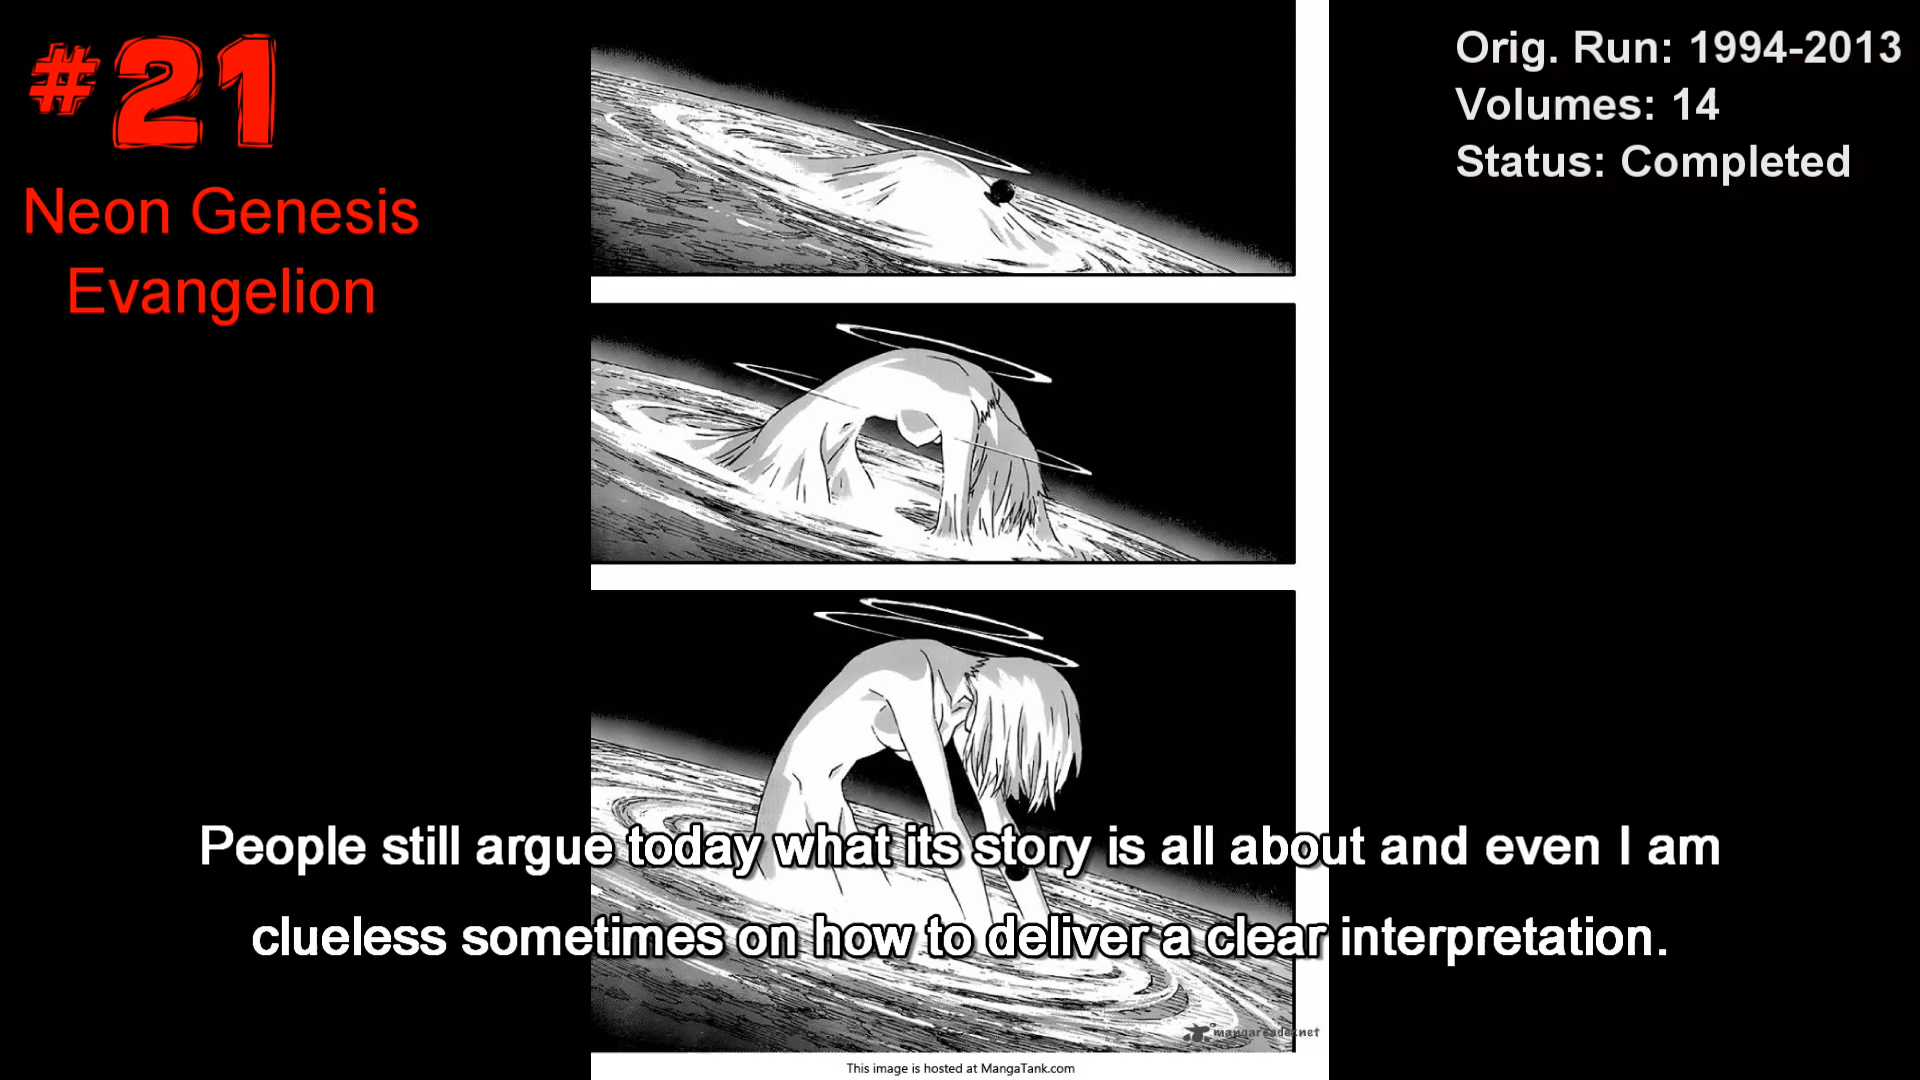 #21
Neon Genesis
Evangelion
Orig. Run: 1994-2013
Volumes: 14
Status: Completed
People still argue today what its story is all about and even I am
clueless sometimes on how to deliver a clear interpretation.
mangareader.net
This image is hosted at MangaTank.com